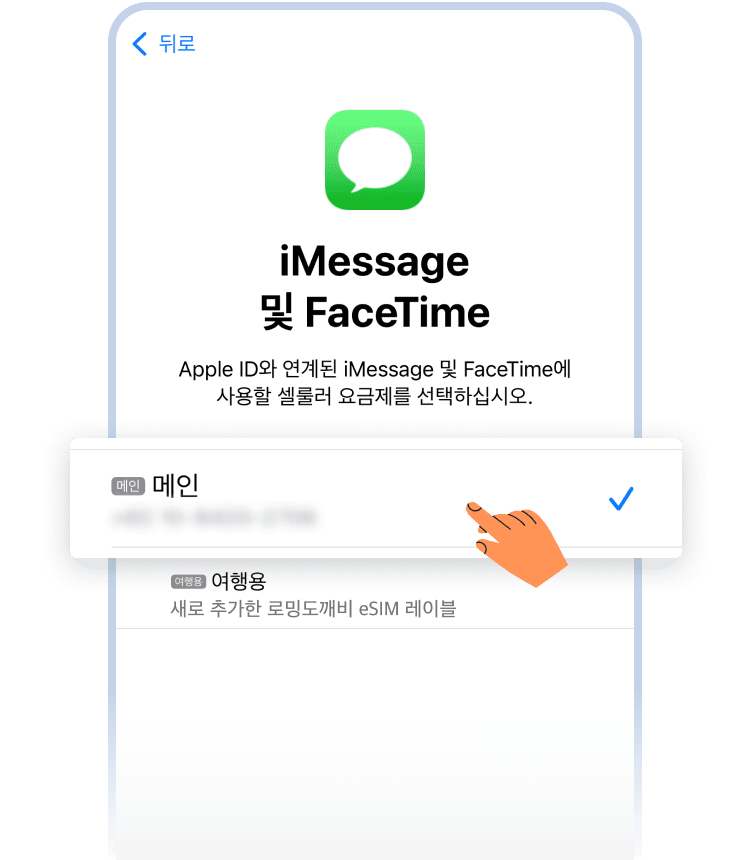 뒤로
iMessage
및 FaceTime
Apple ID와 연계된 iMessage 및 FaceTime에
사용할 셀룰러 요금제를 선택하십시오.
메인 메인
여행용 여행용
새로 추가한 로밍도깨비 eSIM 레이블